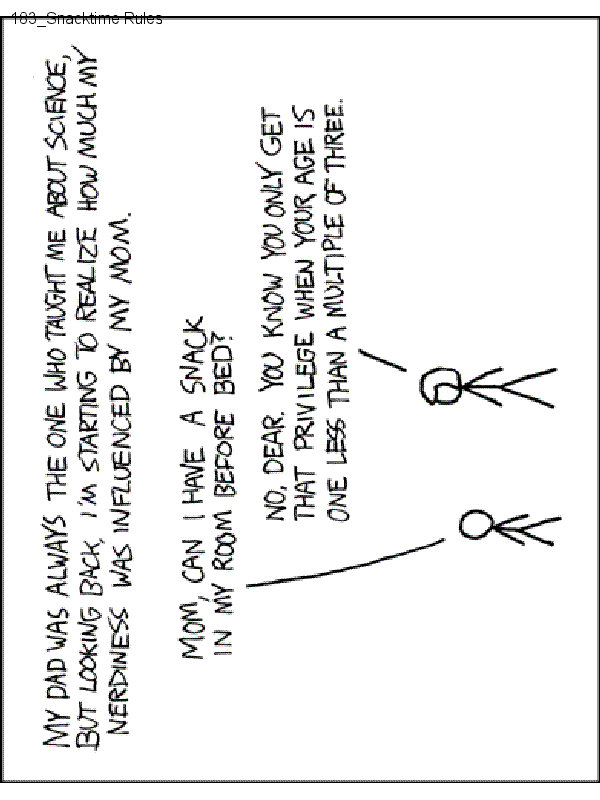 183_Snacktime Rules
MY DAD WAS ALWAYS THE ONE WHO TAUGHT ME ABOUT SCIENCE,
BUT LOOKING BACK, I'M STARTING TO REALIZE HOW MUCH MY
NERDINESS WAS INFLUENCED BY MY MOM.
MOM, CAN I HAVE A SNACK
IN MY ROOM BEFORE BED?
NO, DEAR. YOU KNOW YOU ONLY GET
THAT PRIVILEGE WHEN YOUR AGE IS
ONE LESS THAN A MULTIPLE OF THREE.